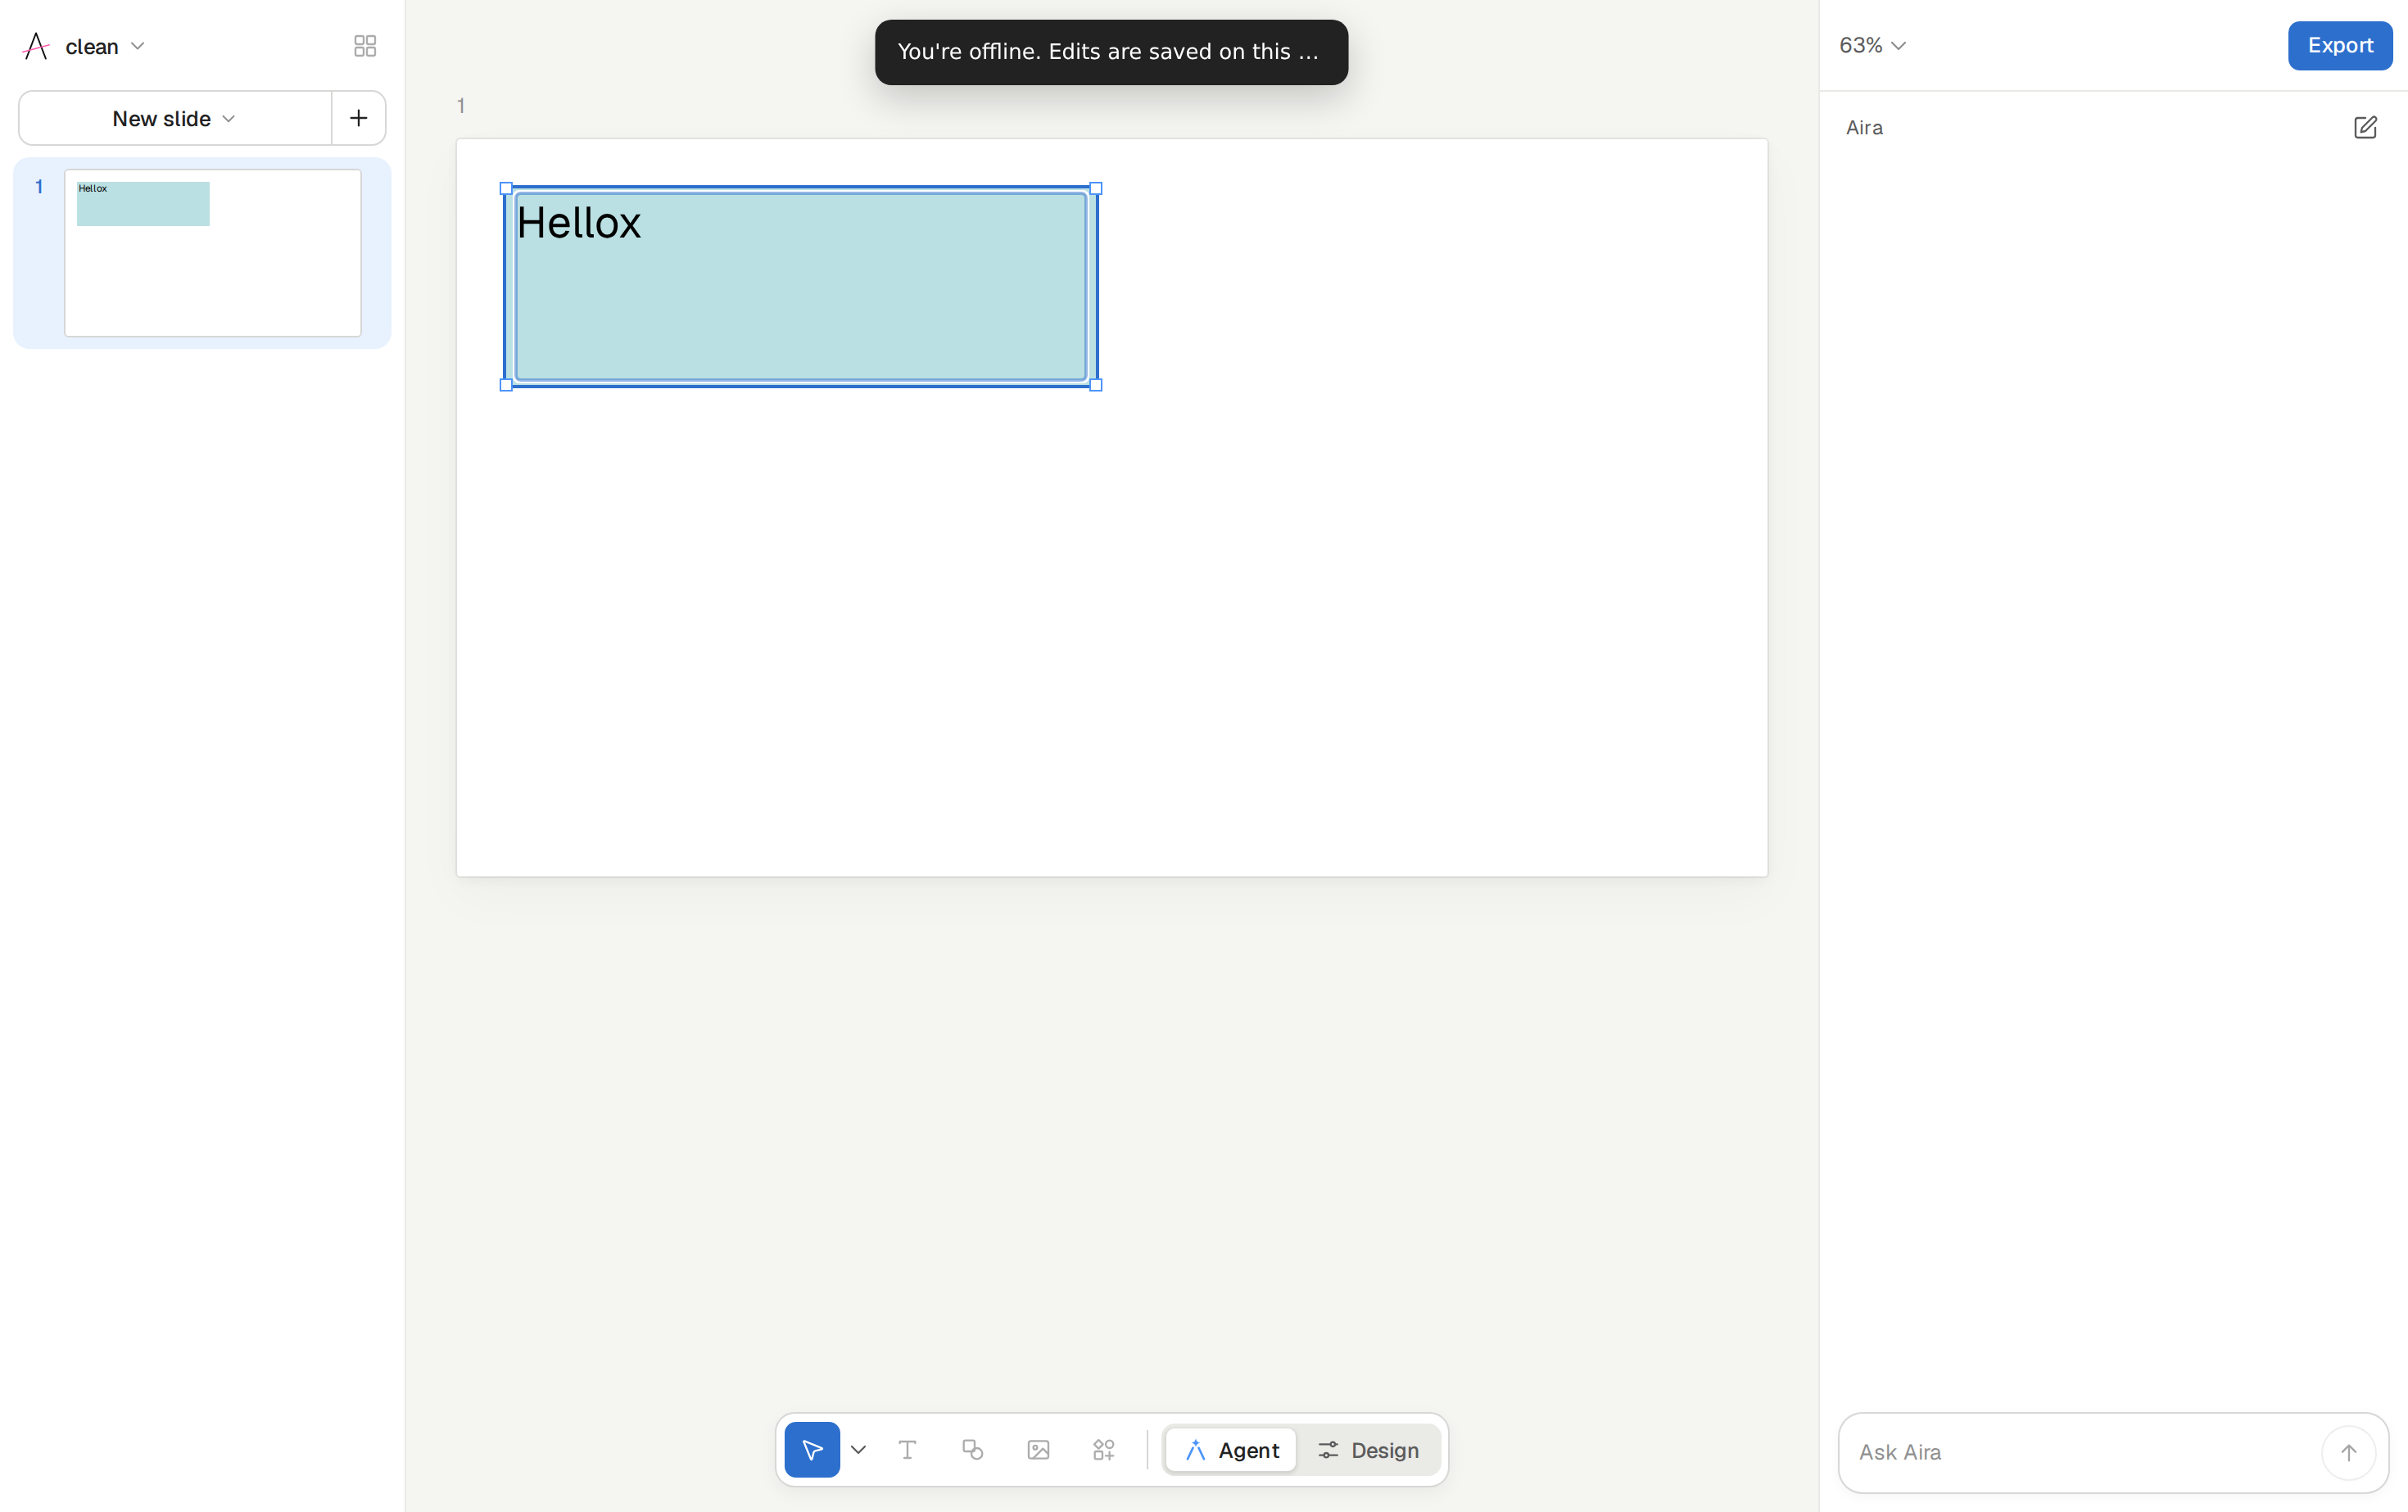 clean
New slide
1
Hellox
You're offline. Edits are saved on this ...
1
Hellox
63%
Export
Aira
Ask Aira
Agent
Design